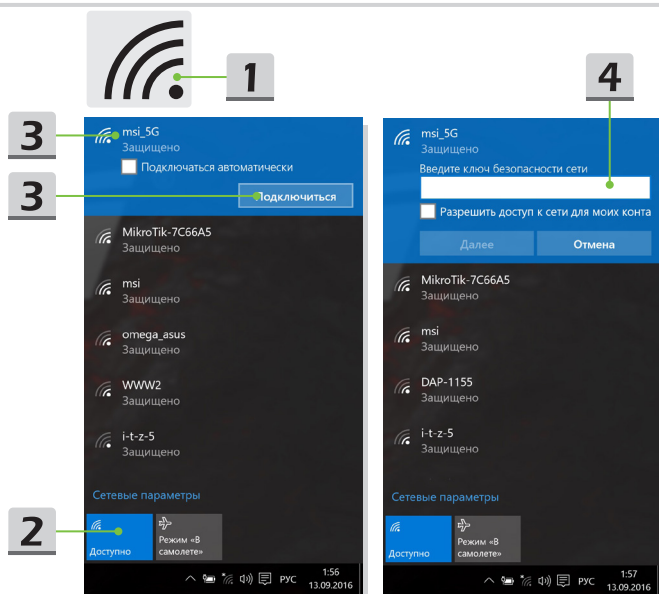 1
3
msi_5G
Защищено
Подключаться автоматически
3
Подключиться
MikroTik-7C66A5
Защищено
msi
Защищено
omega_asus
Защищено
WWW2
Защищено
i-t-z-5
Защищено
Сетевые параметры
2
Доступно
Режим «В
самолете»
РУС
1:56
13.09.2016
4
msi_5G
Защищено
Введите ключ безопасности сети
Разрешить доступ к сети для моих конта
Далее
Отмена
MikroTik-7C66A5
Защищено
msi
Защищено
DAP-1155
Защищено
i-t-z-5
Защищено
Сетевые параметры
Доступно
Режим «В
самолете»
РУС
1:57
13.09.2016